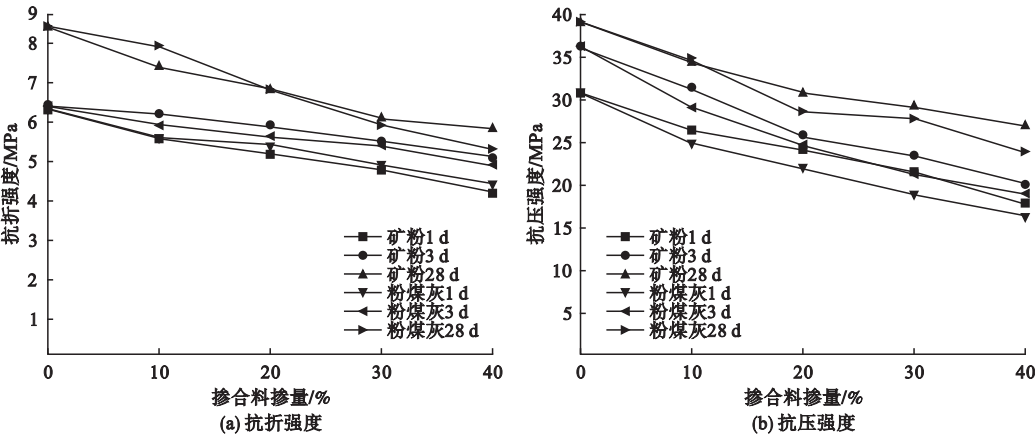 9
8
7
6
5
4
3
2
1
抗折强度/MPa
矿粉1 d
矿粉3 d
矿粉28 d
粉煤灰1 d
粉煤灰3 d
粉煤灰28 d
0 10 20 30 40
掺合料掺量/%
(a) 抗折强度
40
35
30
25
20
15
10
5
抗压强度/MPa
矿粉1 d
矿粉3 d
矿粉28 d
粉煤灰1 d
粉煤灰3 d
粉煤灰28 d
0 10 20 30 40
掺合料掺量/%
(b) 抗压强度